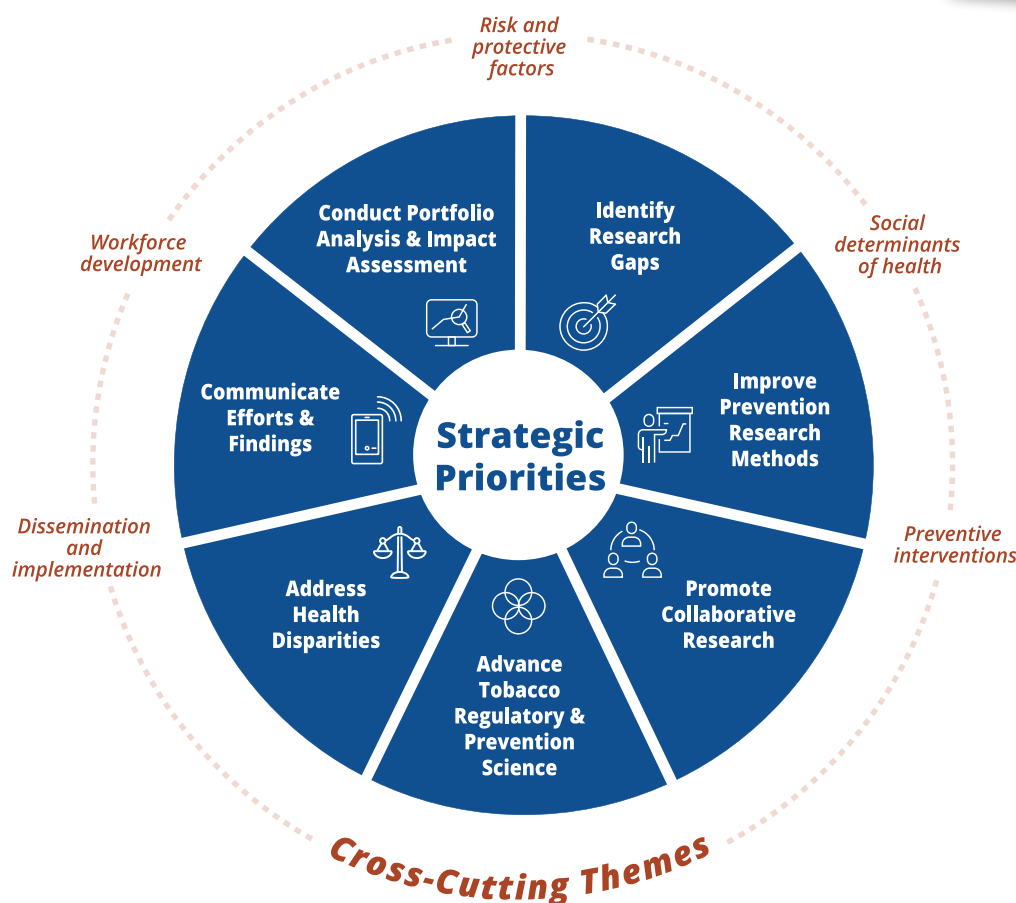 Risk and
protective
factors
Social
determinants
of health
Preventive
interventions
Dissemination
and
implementation
Workforce
development
Identify
Research
Gaps
Improve
Prevention
Research
Methods
Promote
Collaborative
Research
Advance
Tobacco
Regulatory &
Prevention
Science
Address
Health
Disparities
Communicate
Efforts &
Findings
Conduct Portfolio
Analysis & Impact
Assessment
Strategic
Priorities
Cross-Cutting Themes